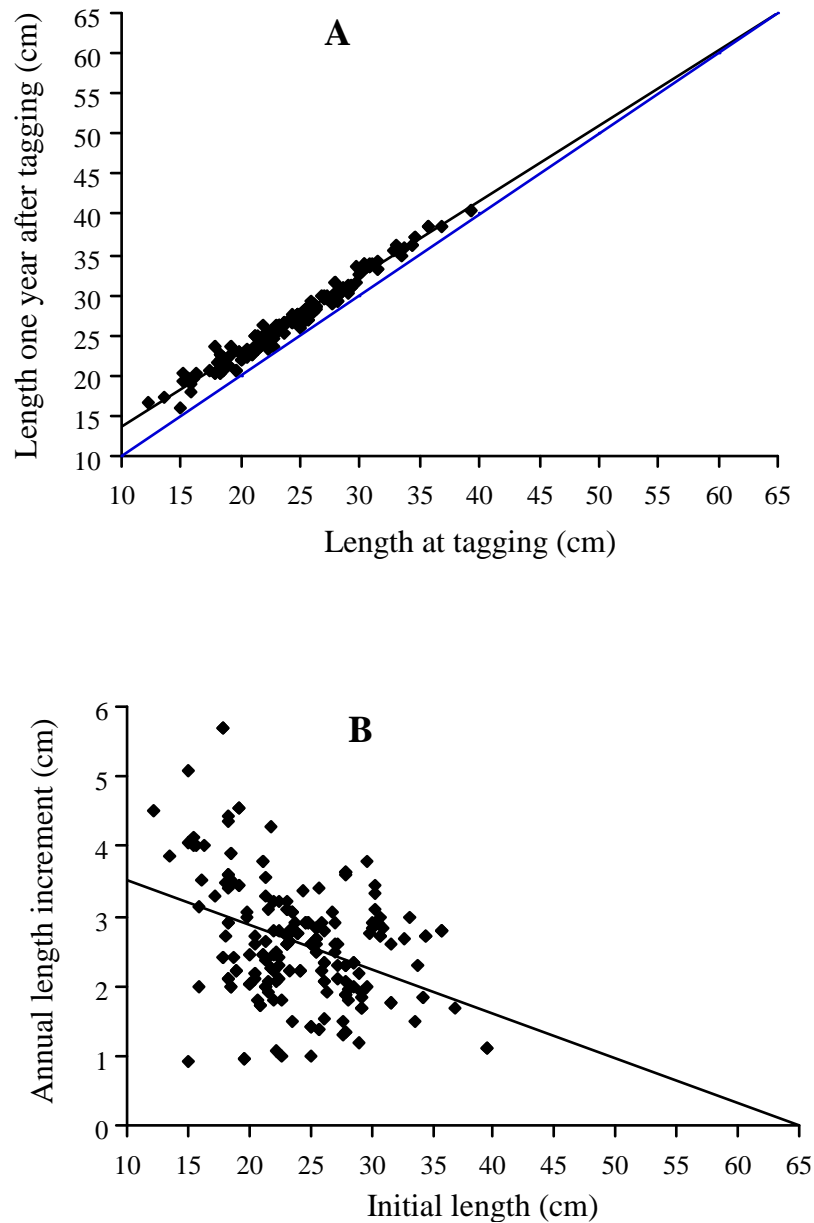 A
Length one year after tagging (cm)
65
60
55
50
45
40
35
30
25
20
15
10
10 15 20 25 30 35 40 45 50 55 60 65
Length at tagging (cm)
B
Annual length increment (cm)
6
5
4
3
2
1
0
10 15 20 25 30 35 40 45 50 55 60 65
Initial length (cm)